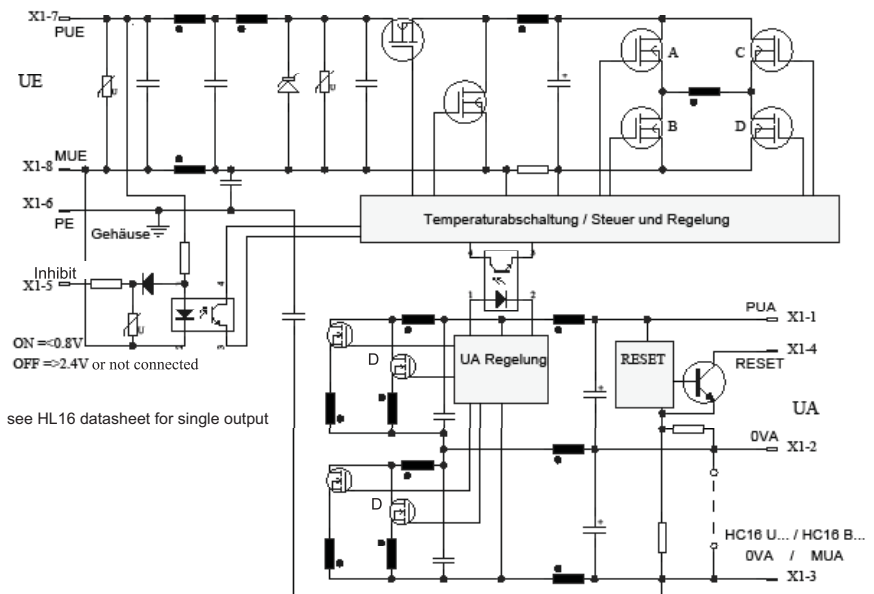 X1-7
PUE
UE
U
U
A
C
B
D
MUE
X1-8
X1-6
PE
Gehäuse
Temperaturabschaltung / Steuer und Regelung
4
3
1
2
Inhibit
X1-5
4
U
3
ON =<0.8V
OFF =>2.4V or not connected
see HL16 datasheet for single output
D
UA Regelung
PUA
X1-1
RESET
X1-4
RESET
UA
0VA
X1-2
D
HC16 U... / HC16 B...
0VA / MUA
X1-3